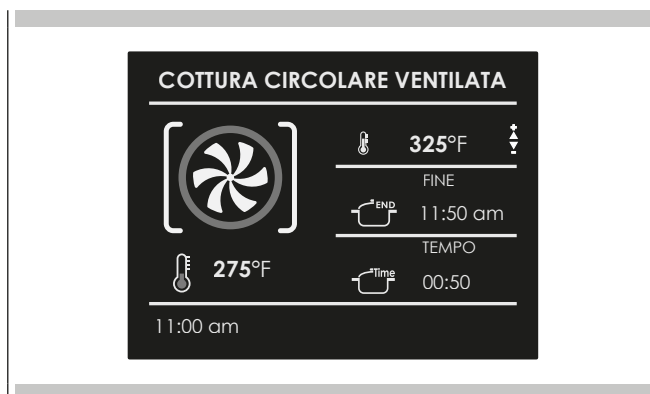 COTTURA CIRCOLARE VENTILATA
325°F
FINE
END
11:50 am
275°F
TEMPO
Time
00:50
11:00 am